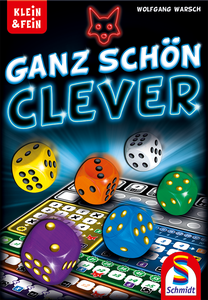 WOLFGANG WARSCH
KLEIN
&FEIN
GANZ SCHÖN
CLEVER
S
Schmidt